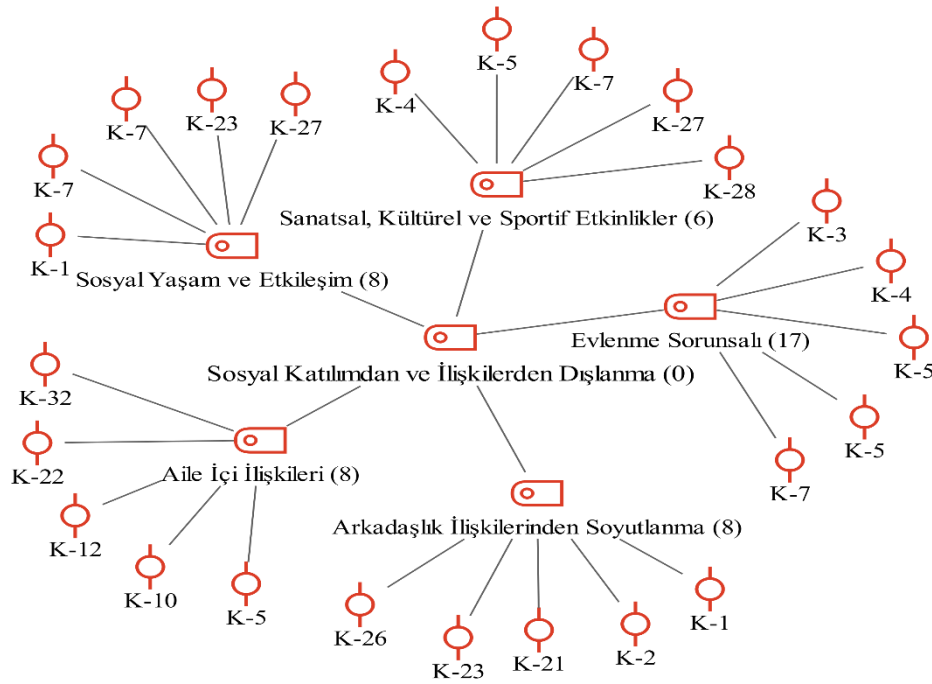 K-4
K-5
K-7
K-27
K-28
Sanatsal, Kültürel ve Sportif Etkinlikler (6)
K-7
K-23
K-27
K-7
K-1
Sosyal Yaşam ve Etkileşim (8)
K-3
K-4
K-5
K-5
K-7
Evlenme Sorunsalı (17)
Sosyal Katılımdan ve İlişkilerden Dışlanma (0)
K-32
K-22
K-12
K-10
K-5
Aile İçi İlişkileri (8)
Arkadaşlık İlişkilerinden Soyutlanma (8)
K-26
K-23
K-21
K-2
K-1